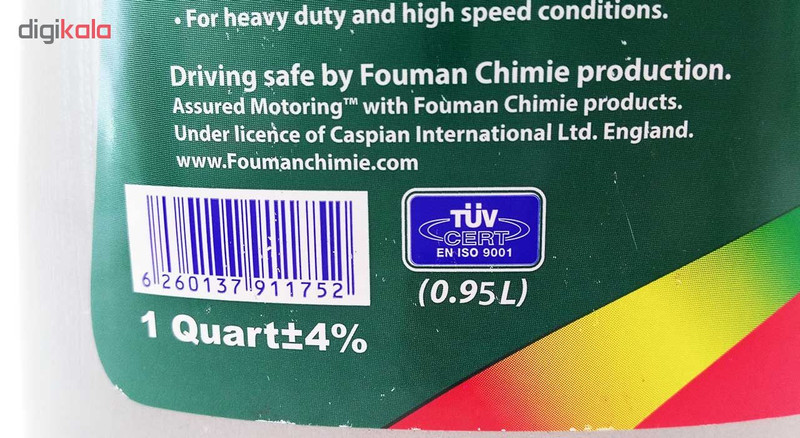 digikala
• For heavy duty and high speed conditions.
Driving safe by Fouman Chimie production.
Assured Motoring™ with Fouman Chimie products.
Under licence of Caspian International Ltd. England.
www.Foumanchimie.com
TÜV
CERT
EN ISO 9001
6 260137 911752
(0.95L)
1 Quart±4%